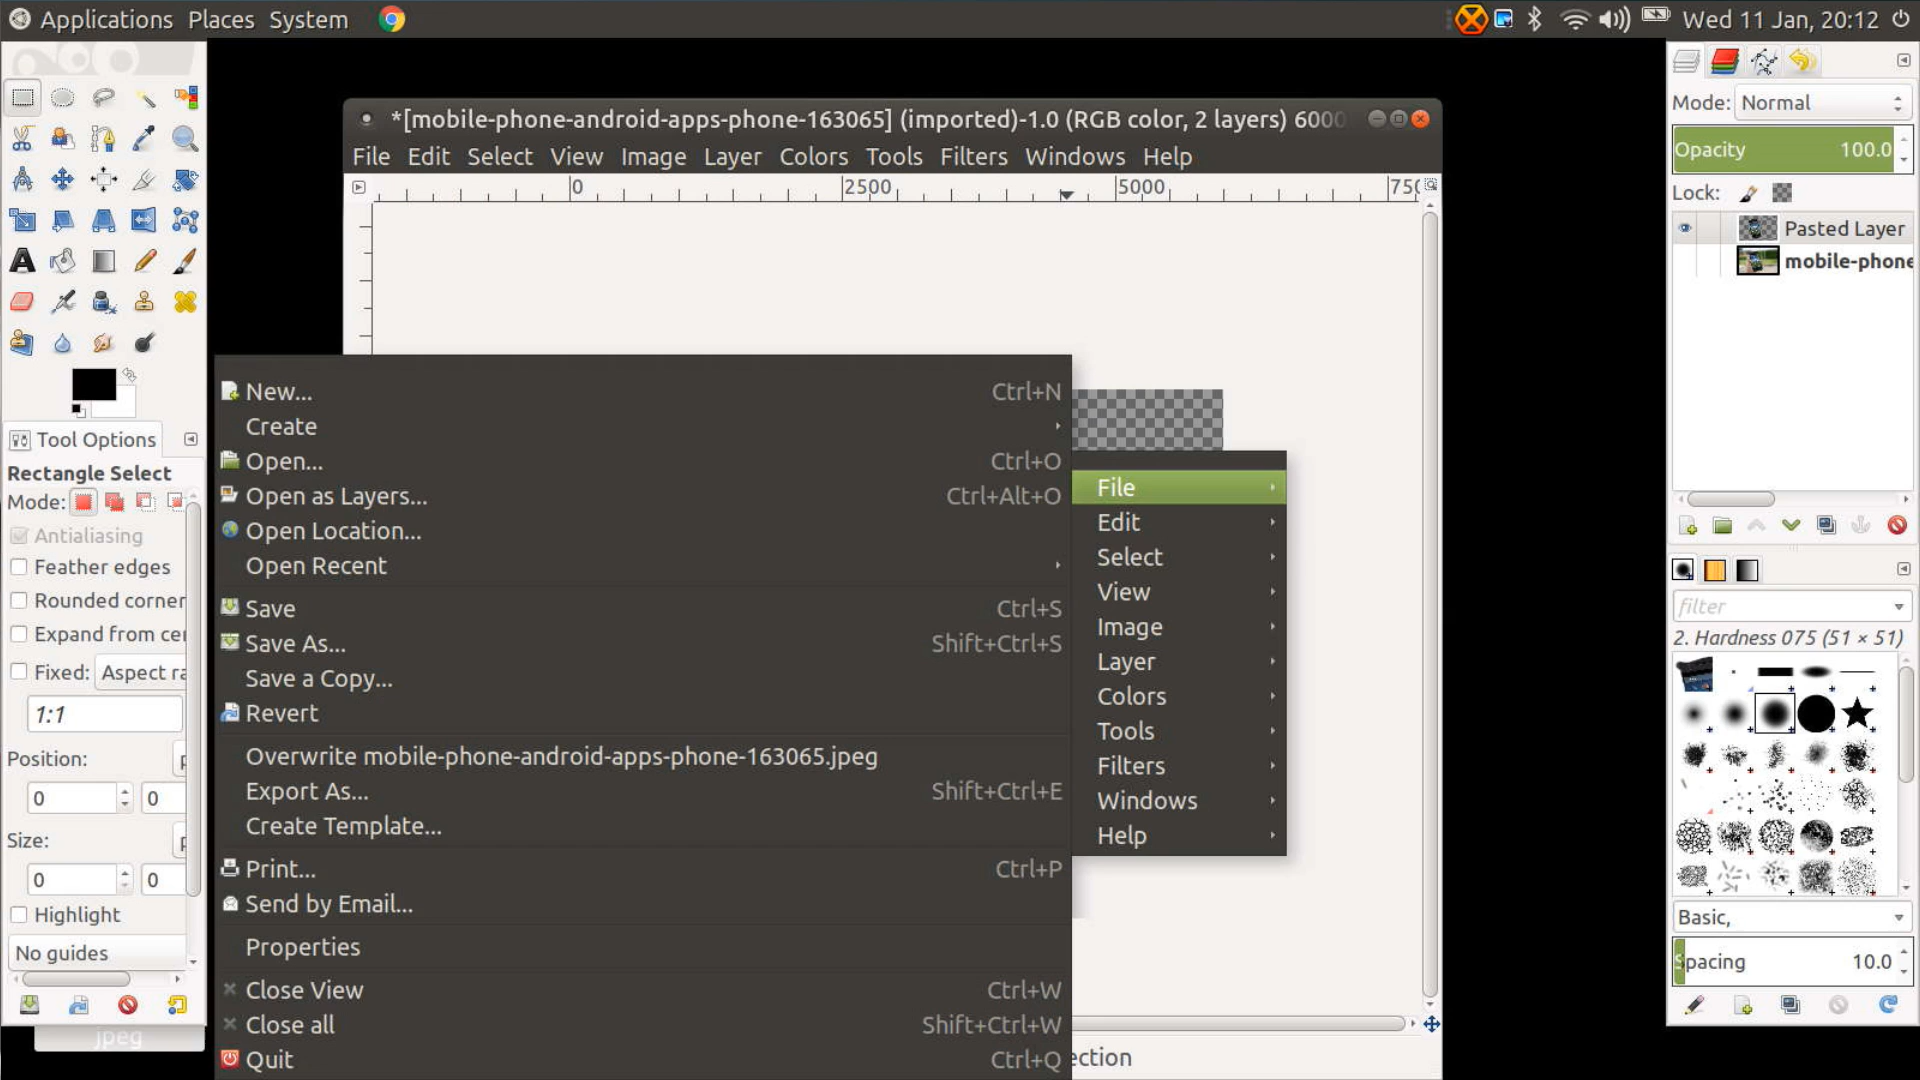 Applications Places System
Wed 11 Jan, 20:12
*[mobile-phone-android-apps-phone-163065] (imported)-1.0 (RGB color, 2 layers) 6000
File Edit Select View Image Layer Colors Tools Filters Windows Help
0 2500 5000 750
Tool Options
Rectangle Select
Mode:
Antialiasing
Feather edges
Rounded corner
Expand from cer
Fixed: Aspect ra
1:1
Position:
0 0
Size:
0 0
Highlight
No guides
jpeg
New... Ctrl+N
Create
Open... Ctrl+O
Open as Layers... Ctrl+Alt+O
Open Location...
Open Recent
Save Ctrl+S
Save As... Shift+Ctrl+S
Save a Copy...
Revert
Overwrite mobile-phone-android-apps-phone-163065.jpeg
Export As... Shift+Ctrl+E
Create Template...
Print... Ctrl+P
Send by Email...
Properties
Close View Ctrl+W
Close all Shift+Ctrl+W
Quit Ctrl+Q
ection
File
Edit
Select
View
Image
Layer
Colors
Tools
Filters
Windows
Help
Mode: Normal
Opacity 100.0
Lock:
Pasted Layer
mobile-phone
filter
2. Hardness 075 (51 × 51)
Basic,
Spacing 10.0